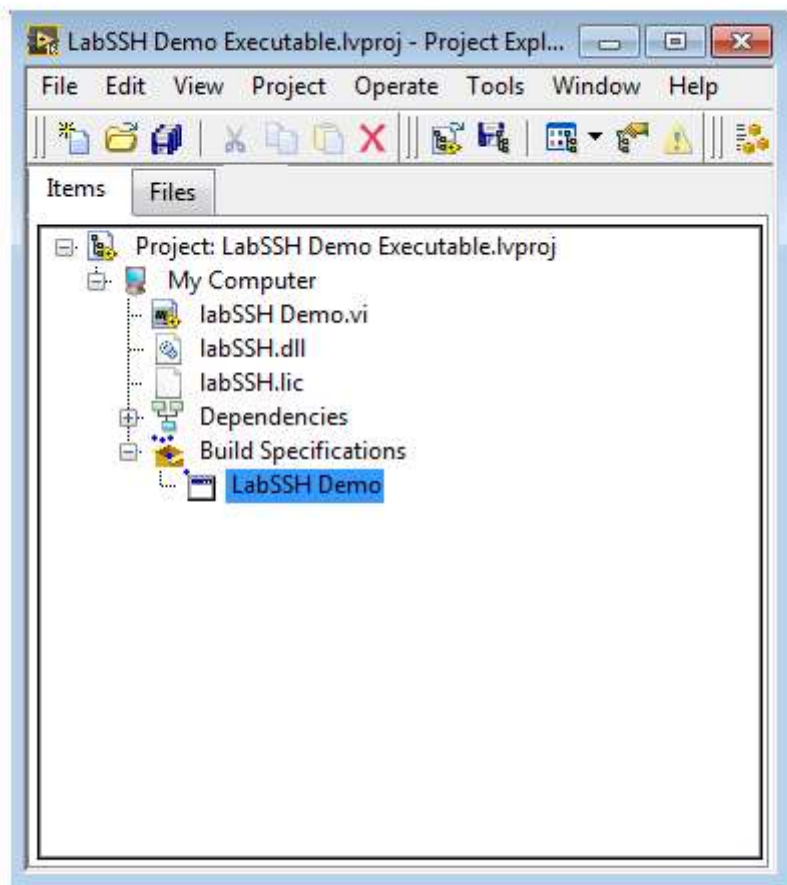 LabSSH Demo Executable.lvproj - Project Expl...
File Edit View Project Operate Tools Window Help
Items Files
Project: LabSSH Demo Executable.lvproj
My Computer
labSSH Demo.vi
labSSH.dll
labSSH.lic
Dependencies
Build Specifications
LabSSH Demo